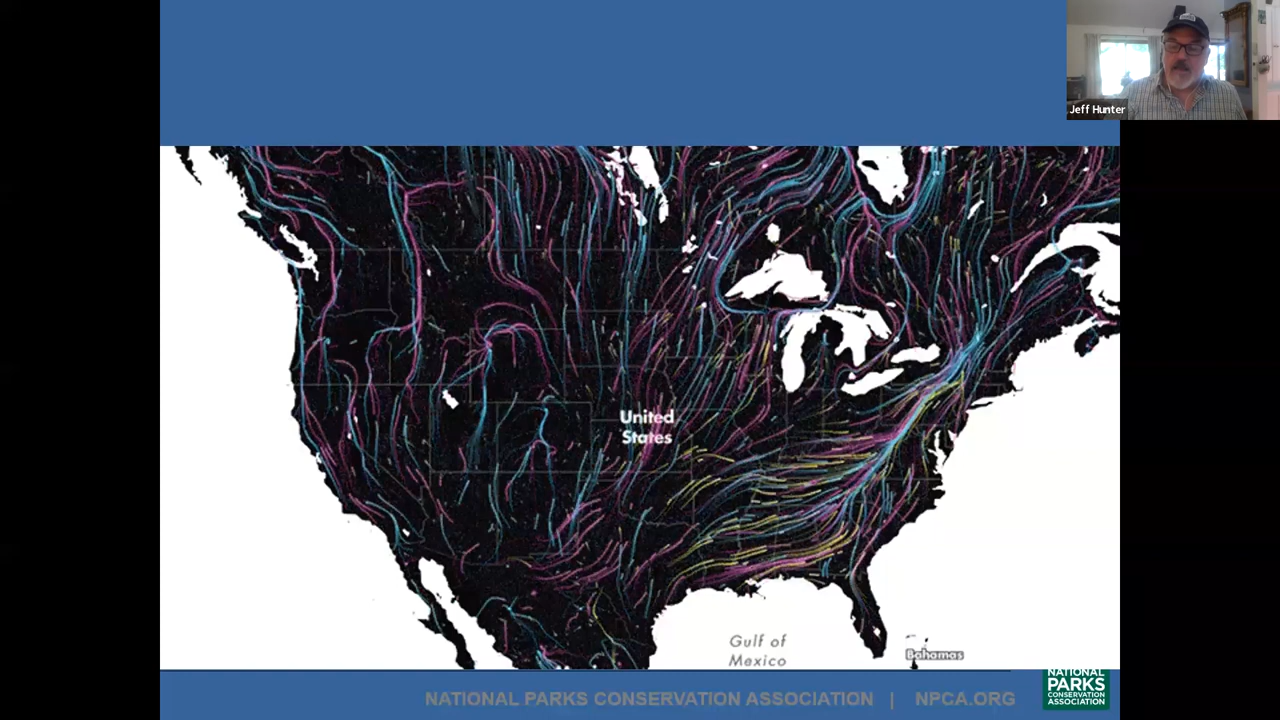 Jeff Hunter
United
States
Gulf of
Mexico
Bahamas
NATIONAL PARKS CONSERVATION ASSOCIATION | NPCA.ORG
NATIONAL
PARKS
CONSERVATION
ASSOCIATION